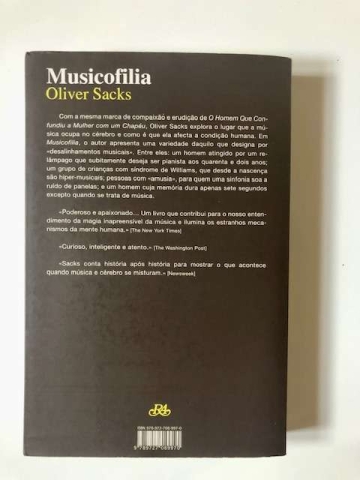 Musicofilia
Oliver Sacks
Com a mesma marca de compaixão e erudição de O Homem Que Con-
fundiu a Mulher com um Chapéu, Oliver Sacks explora o lugar que a mú-
sica ocupa no cérebro e como é que ela afecta a condição humana. Em
Musicofilia, o autor apresenta uma variedade daquilo que designa por
«desalinhamentos musicais». Entre eles: um homem atingido por um re-
lâmpago que subitamente deseja ser pianista aos quarenta e dois anos;
um grupo de crianças com síndrome de Williams, que desde a nascença
são hiper-musicais; pessoas com «amusia», para quem uma sinfonia soa a
ruído de panelas; e um homem cuja memória dura apenas sete segundos
excepto quando se trata de música.
«Poderoso e apaixonado... Um livro que contribui para o nosso enten-
dimento da magia inapreensível da música e ilumina os estranhos meca-
nismos da mente humana.» [The New York Times]
«Curioso, inteligente e atento.» [The Washington Post]
«Sacks conta história após história para mostrar o que acontece
quando música e cérebro se misturam.» [Newsweek]